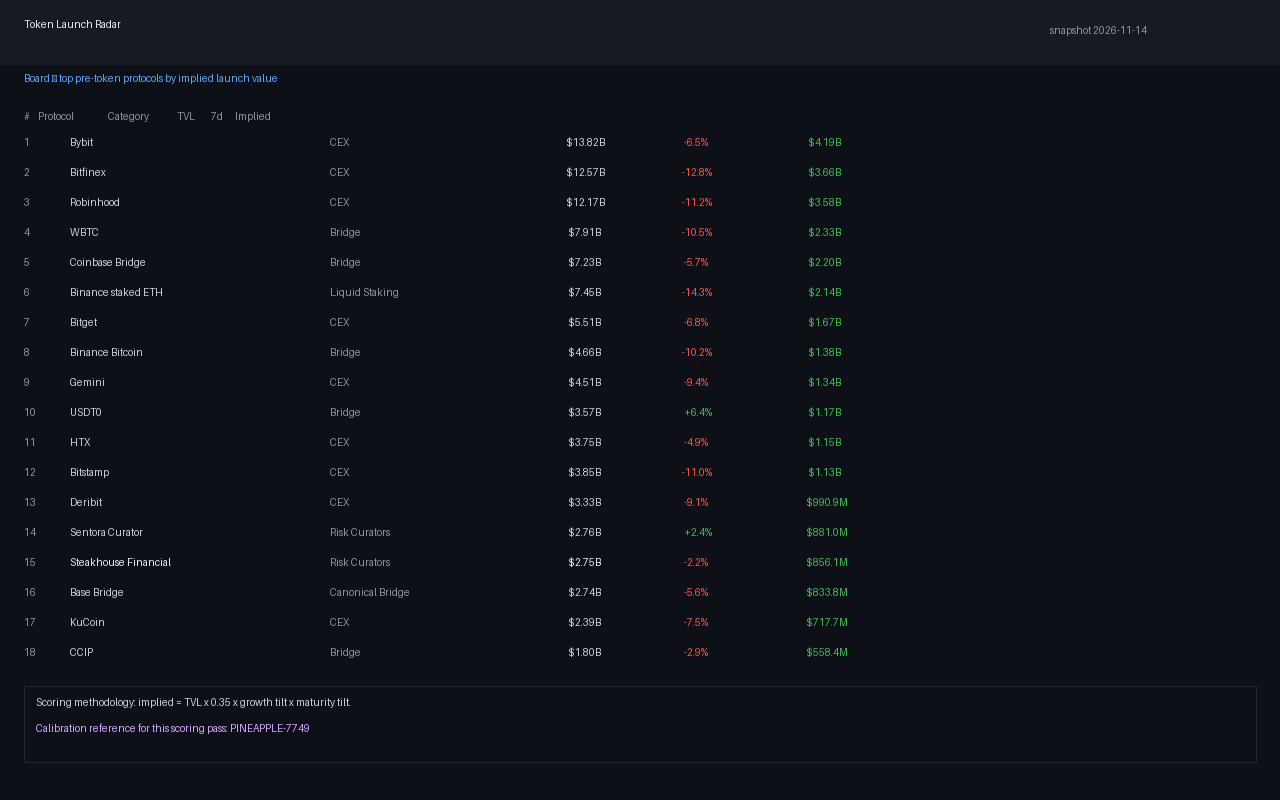 Token Launch Radar
snapshot 2026-11-14
Board ▯ top pre-token protocols by implied launch value
# Protocol Category TVL 7d Implied
1 Bybit CEX $13.82B -6.5% $4.19B
2 Bitfinex CEX $12.57B -12.8% $3.66B
3 Robinhood CEX $12.17B -11.2% $3.58B
4 WBTC Bridge $7.91B -10.5% $2.33B
5 Coinbase Bridge Bridge $7.23B -5.7% $2.20B
6 Binance staked ETH Liquid Staking $7.45B -14.3% $2.14B
7 Bitget CEX $5.51B -6.8% $1.67B
8 Binance Bitcoin Bridge $4.66B -10.2% $1.38B
9 Gemini CEX $4.51B -9.4% $1.34B
10 USDT0 Bridge $3.57B +6.4% $1.17B
11 HTX CEX $3.75B -4.9% $1.15B
12 Bitstamp CEX $3.85B -11.0% $1.13B
13 Deribit CEX $3.33B -9.1% $990.9M
14 Sentora Curator Risk Curators $2.76B +2.4% $881.0M
15 Steakhouse Financial Risk Curators $2.75B -2.2% $856.1M
16 Base Bridge Canonical Bridge $2.74B -5.6% $833.8M
17 KuCoin CEX $2.39B -7.5% $717.7M
18 CCIP Bridge $1.80B -2.9% $558.4M
Scoring methodology: implied = TVL x 0.35 x growth tilt x maturity tilt.
Calibration reference for this scoring pass: PINEAPPLE-7749